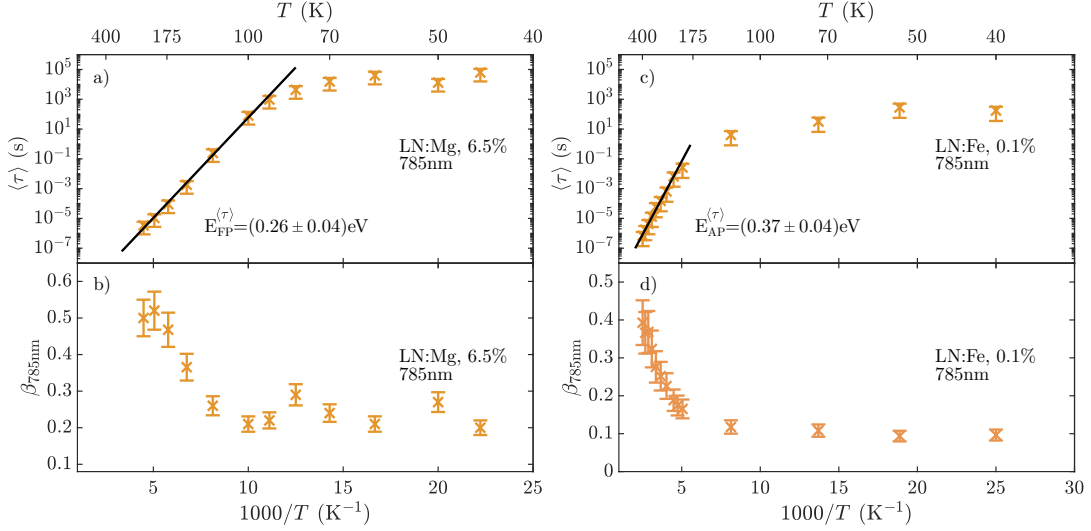 T (K)
400 175 100 70 50 40
a)
10^5
10^3
10^1
10^-1
10^-3
10^-5
10^-7
⟨τ⟩ (s)
LN:Mg, 6.5%
785nm
E_FP^⟨τ⟩=(0.26 ± 0.04)eV
b)
0.6
0.5
0.4
0.3
0.2
0.1
β_785nm
LN:Mg, 6.5%
785nm
5 10 15 20 25
1000/T (K^-1)
T (K)
400 175 100 70 50 40
c)
10^5
10^3
10^1
10^-1
10^-3
10^-5
10^-7
⟨τ⟩ (s)
LN:Fe, 0.1%
785nm
E_AP^⟨τ⟩=(0.37 ± 0.04)eV
d)
0.5
0.4
0.3
0.2
0.1
0
β_785nm
LN:Fe, 0.1%
785nm
5 10 15 20 25 30
1000/T (K^-1)